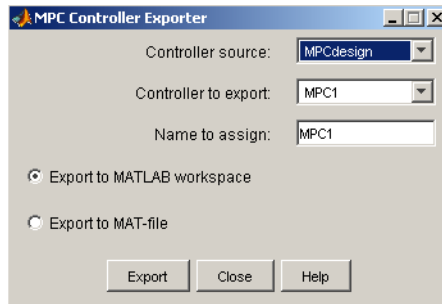 MPC Controller Exporter
Controller source: MPCdesign
Controller to export: MPC1
Name to assign: MPC1
Export to MATLAB workspace
Export to MAT-file
Export Close Help